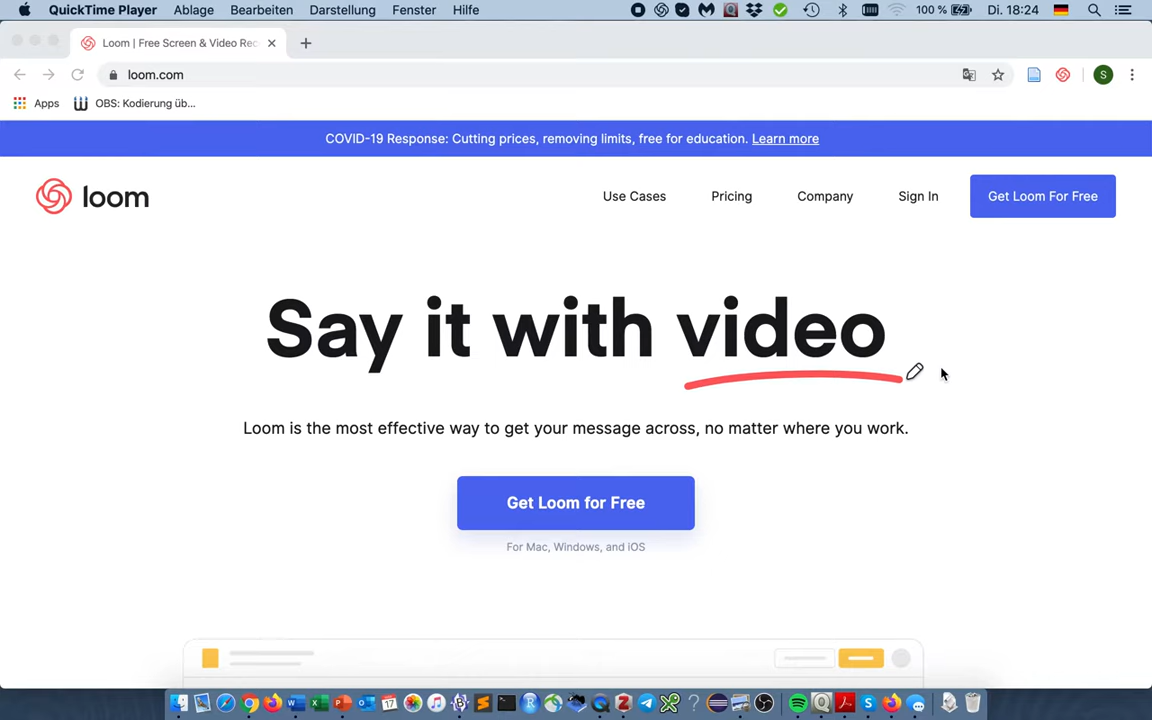 QuickTime Player Ablage Bearbeiten Darstellung Fenster Hilfe 100 % Di. 18:24
Loom | Free Screen & Video Rec
loom.com
S
Apps OBS: Kodierung üb...
COVID-19 Response: Cutting prices, removing limits, free for education. Learn more
loom Use Cases Pricing Company Sign In Get Loom For Free
Say it with video
Loom is the most effective way to get your message across, no matter where you work.
Get Loom for Free
For Mac, Windows, and iOS
17